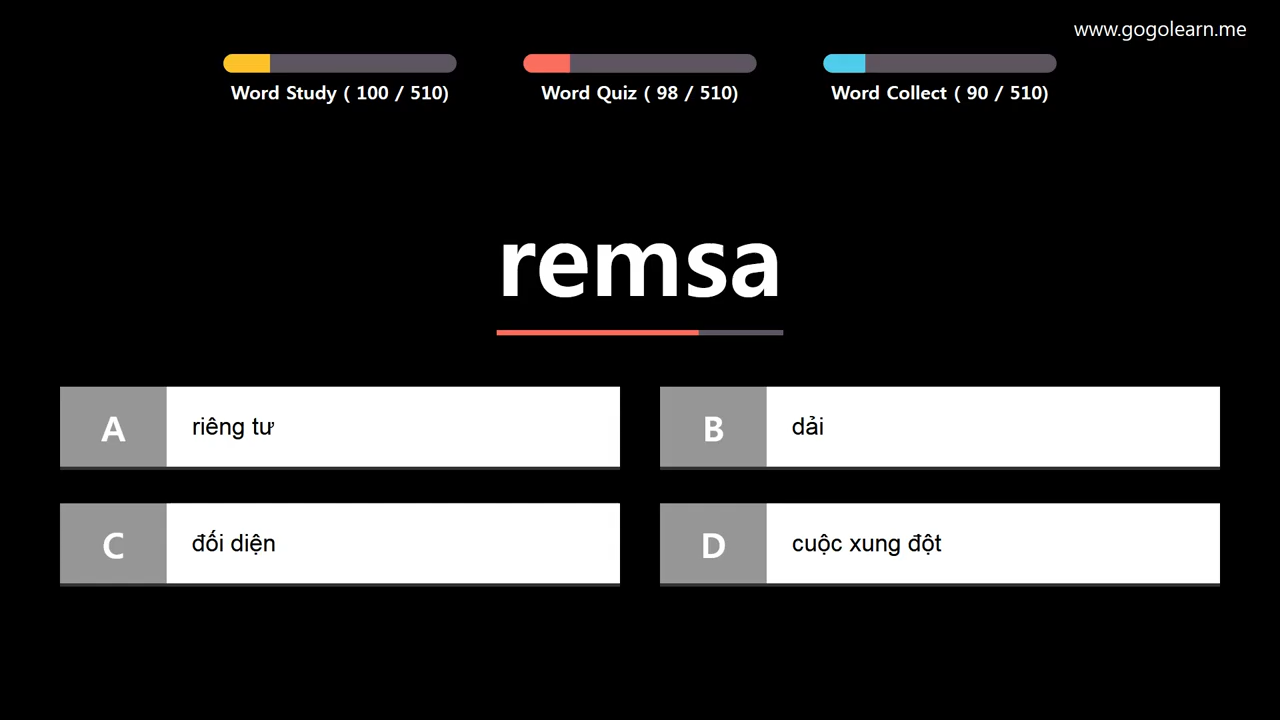 www.gogolearn.me
Word Study ( 100 / 510)
Word Quiz ( 98 / 510)
Word Collect ( 90 / 510)
remsa
A riêng tư
B dải
C đối diện
D cuộc xung đột